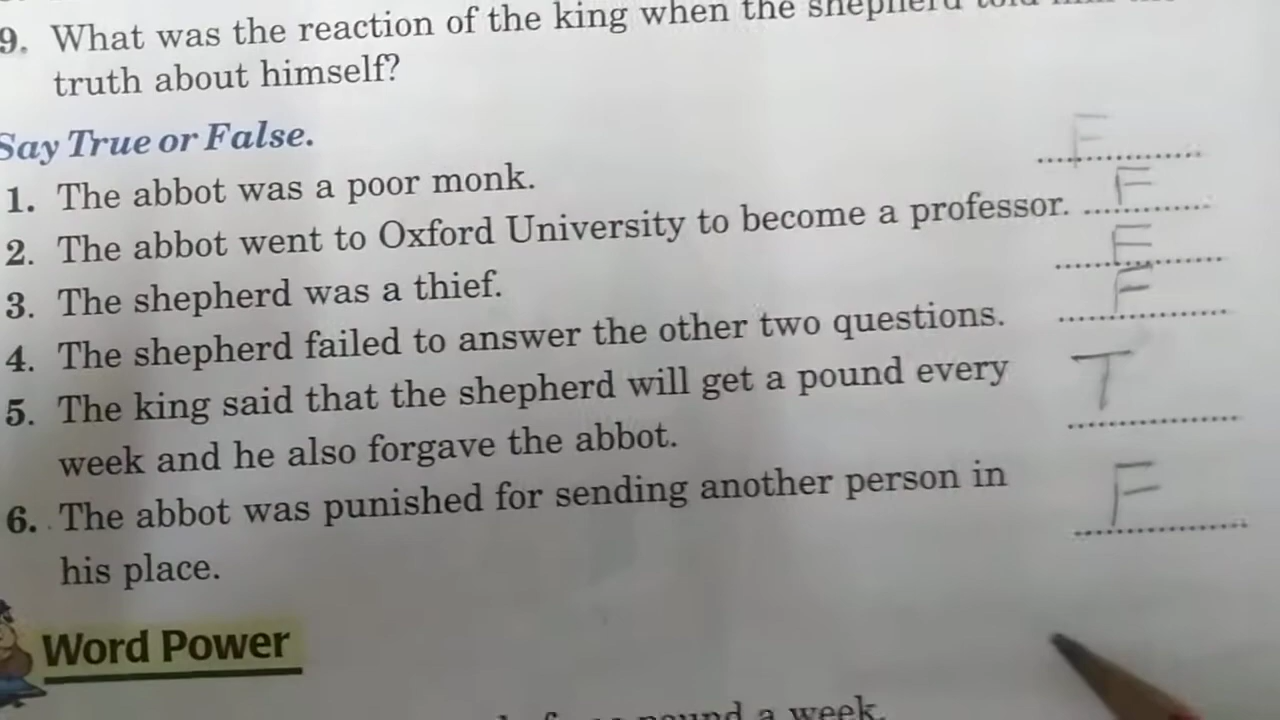 9. What was the reaction of the king when the shepherd told
truth about himself?
Say True or False.
1. The abbot was a poor monk. F
2. The abbot went to Oxford University to become a professor. F
3. The shepherd was a thief. F
4. The shepherd failed to answer the other two questions. F
5. The king said that the shepherd will get a pound every T
week and he also forgave the abbot.
6. The abbot was punished for sending another person in F
his place.
Word Power
pound a week.